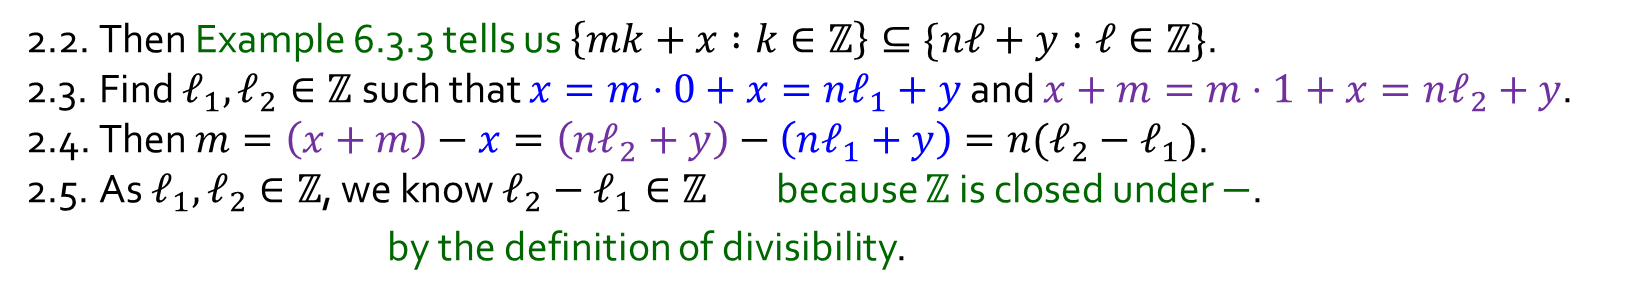 2.2. Then Example 6.3.3 tells us {mk + x : k ∈ ℤ} ⊆ {nℓ + y : ℓ ∈ ℤ}.
2.3. Find ℓ₁, ℓ₂ ∈ ℤ such that x = m · 0 + x = nℓ₁ + y and x + m = m · 1 + x = nℓ₂ + y.
2.4. Then m = (x + m) − x = (nℓ₂ + y) − (nℓ₁ + y) = n(ℓ₂ − ℓ₁).
2.5. As ℓ₁, ℓ₂ ∈ ℤ, we know ℓ₂ − ℓ₁ ∈ ℤ because ℤ is closed under −.
by the definition of divisibility.